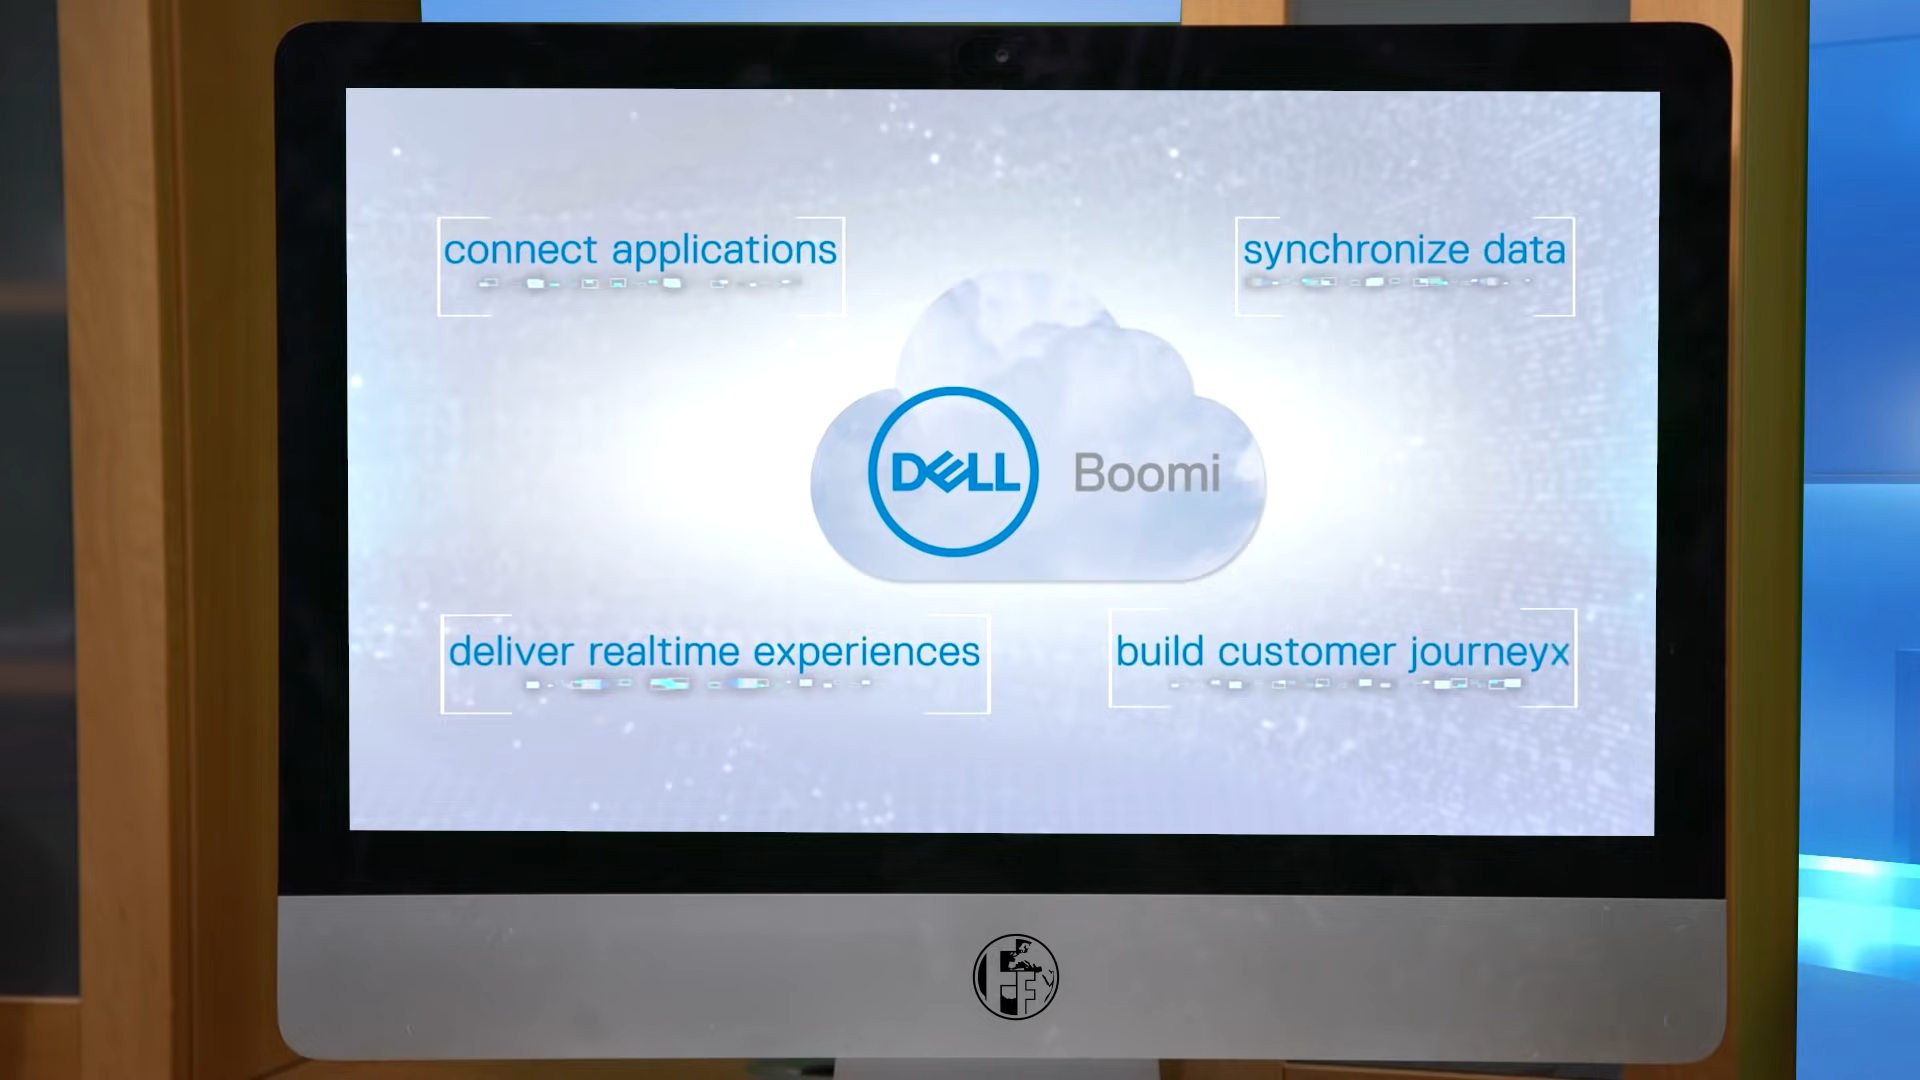 connect applications
synchronize data
DELL Boomi
deliver realtime experiences
build customer journeyx